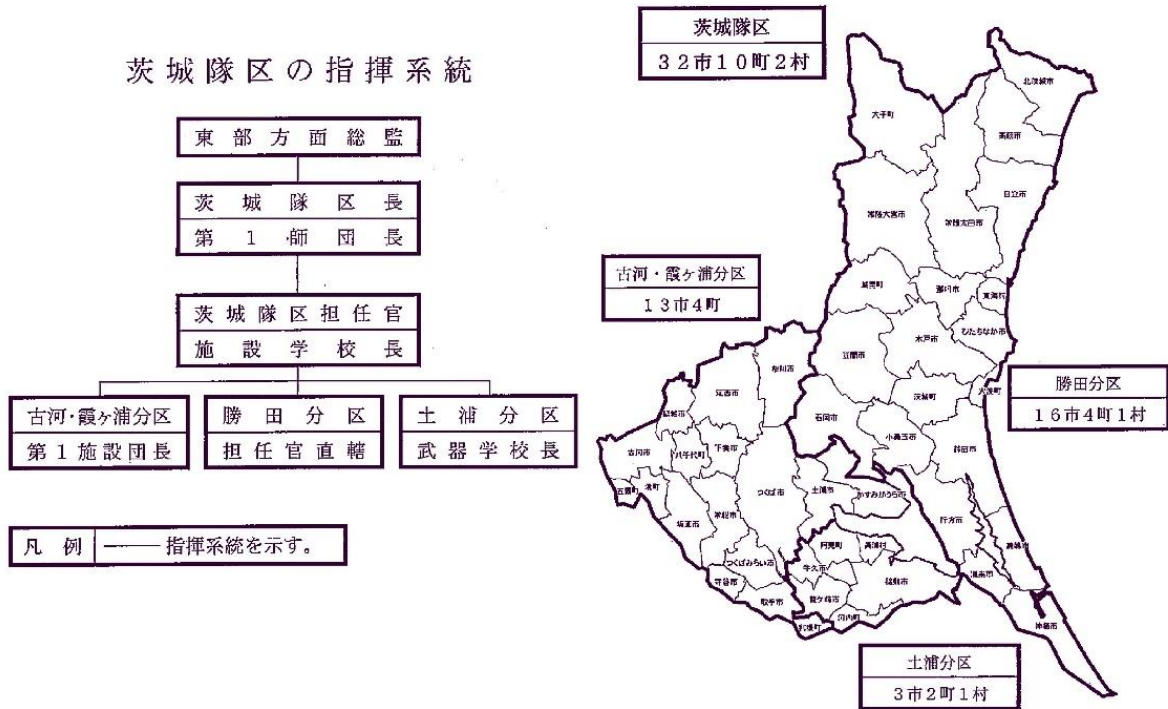 茨城隊区の指揮系統
東部方面総監
茨城隊区長
第1師団長
茨城隊区担任官
施設学校長
古河・霞ヶ浦分区
第1施設団長
勝田分区
担任官直轄
土浦分区
武器学校長
凡例 ―― 指揮系統を示す。
茨城隊区
32市10町2村
古河・霞ヶ浦分区
13市4町
勝田分区
16市4町1村
土浦分区
3市2町1村
北茨城市
大子町
高萩市
日立市
常陸大宮市
常陸太田市
城里町
那珂市
東海村
ひたちなか市
水戸市
笠間市
桜川市
筑西市
大洗町
茨城町
結城市
石岡市
小美玉市
鉾田市
古河市
八千代町
下妻市
つくば市
土浦市
かすみがうら市
五霞町
境町
坂東市
常総市
行方市
鹿嶋市
阿見町
美浦村
つくばみらい市
牛久市
稲敷市
潮来市
守谷市
取手市
龍ケ崎市
河内町
利根町
神栖市